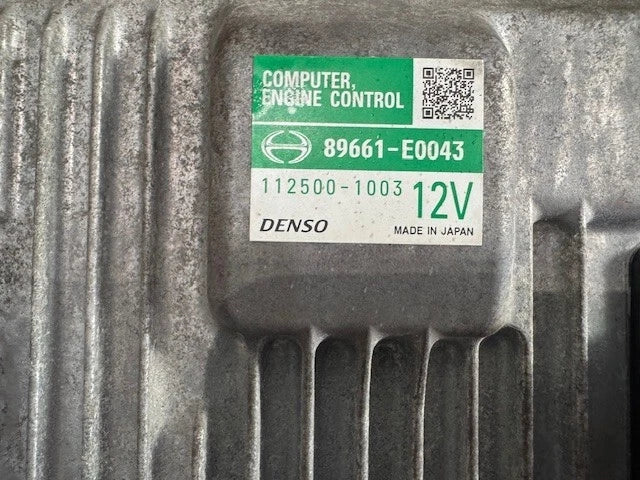 COMPUTER,
ENGINE CONTROL
89661-E0043
112500-1003 12V
DENSO MADE IN JAPAN